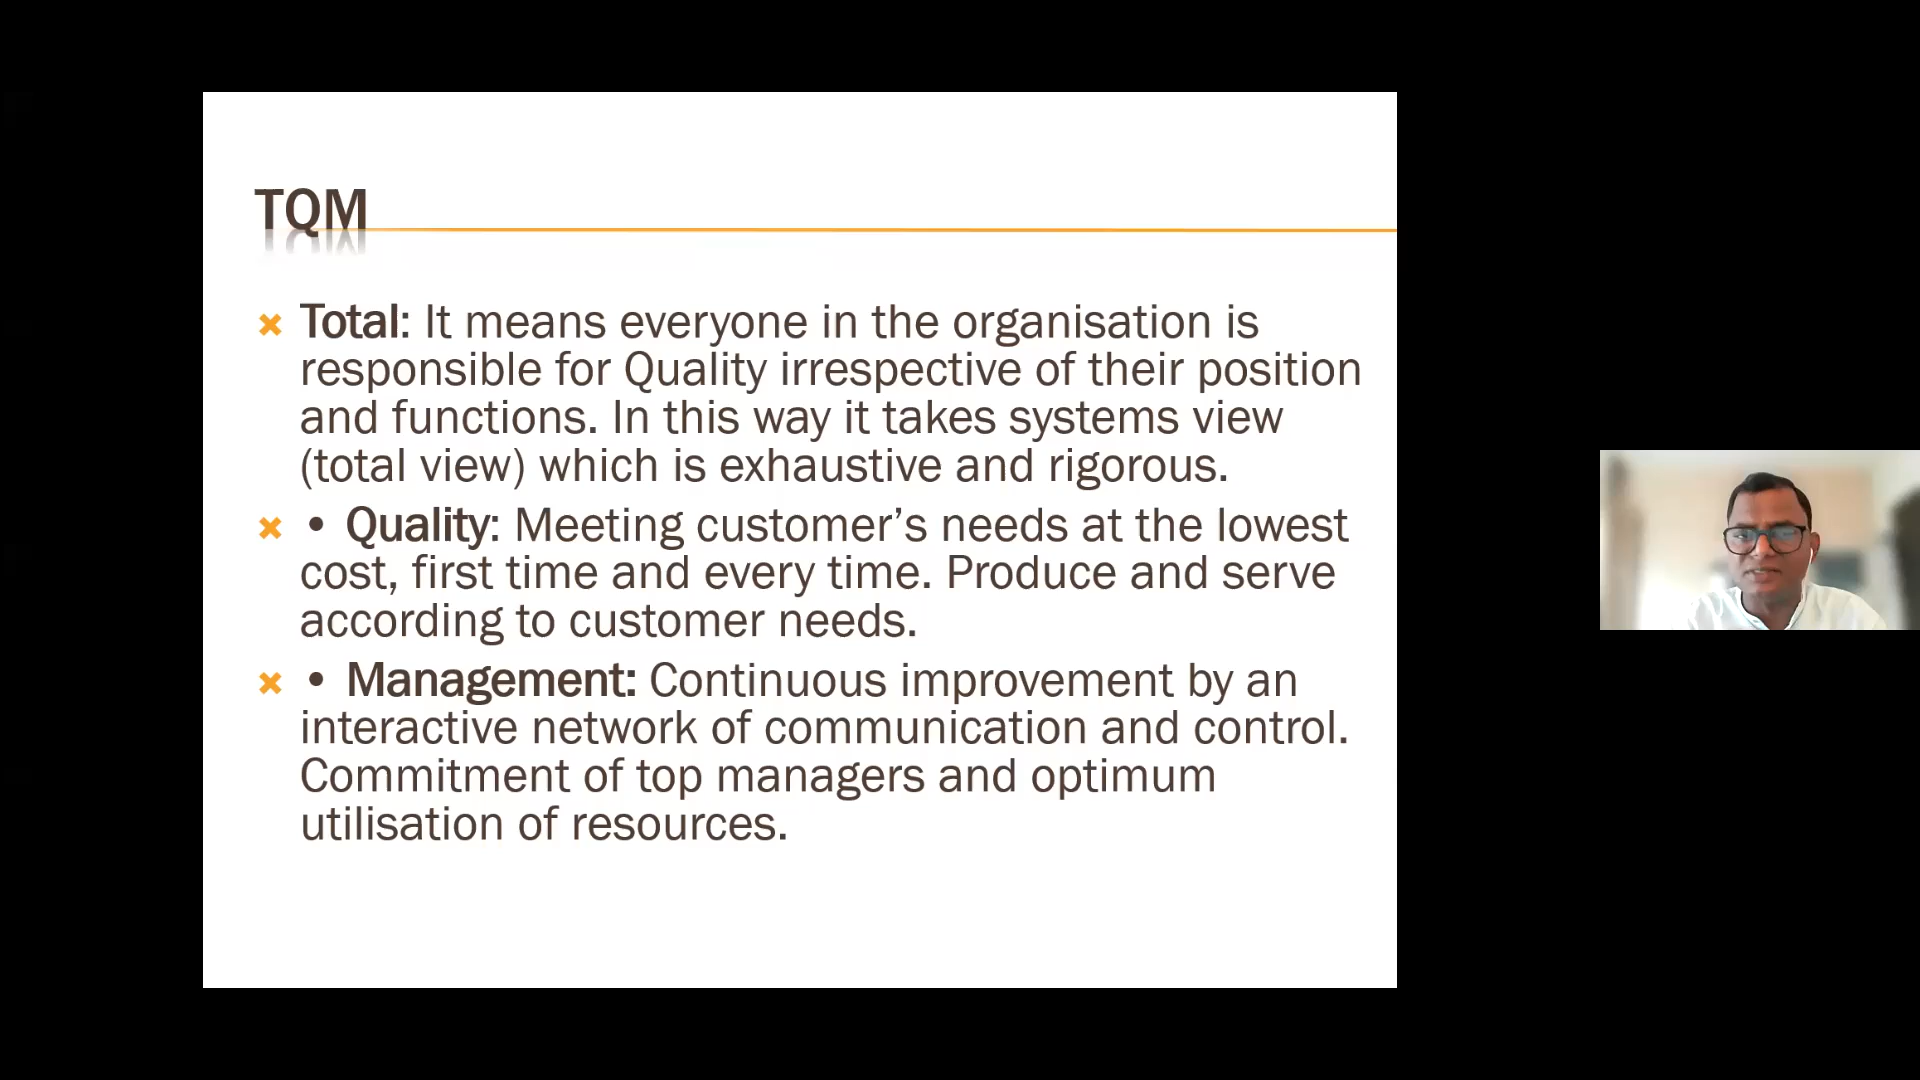 TQM
Total: It means everyone in the organisation is
responsible for Quality irrespective of their position
and functions. In this way it takes systems view
(total view) which is exhaustive and rigorous.
• Quality: Meeting customer’s needs at the lowest
cost, first time and every time. Produce and serve
according to customer needs.
• Management: Continuous improvement by an
interactive network of communication and control.
Commitment of top managers and optimum
utilisation of resources.